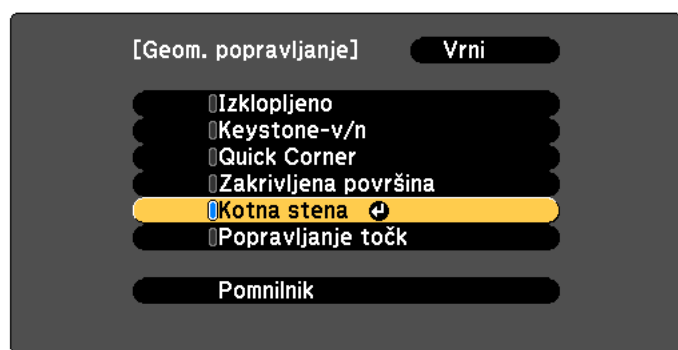 [Geom. popravljanje] Vrni
Izklopljeno
Keystone-v/n
Quick Corner
Zakrivljena površina
Kotna stena
Popravljanje točk
Pomnilnik